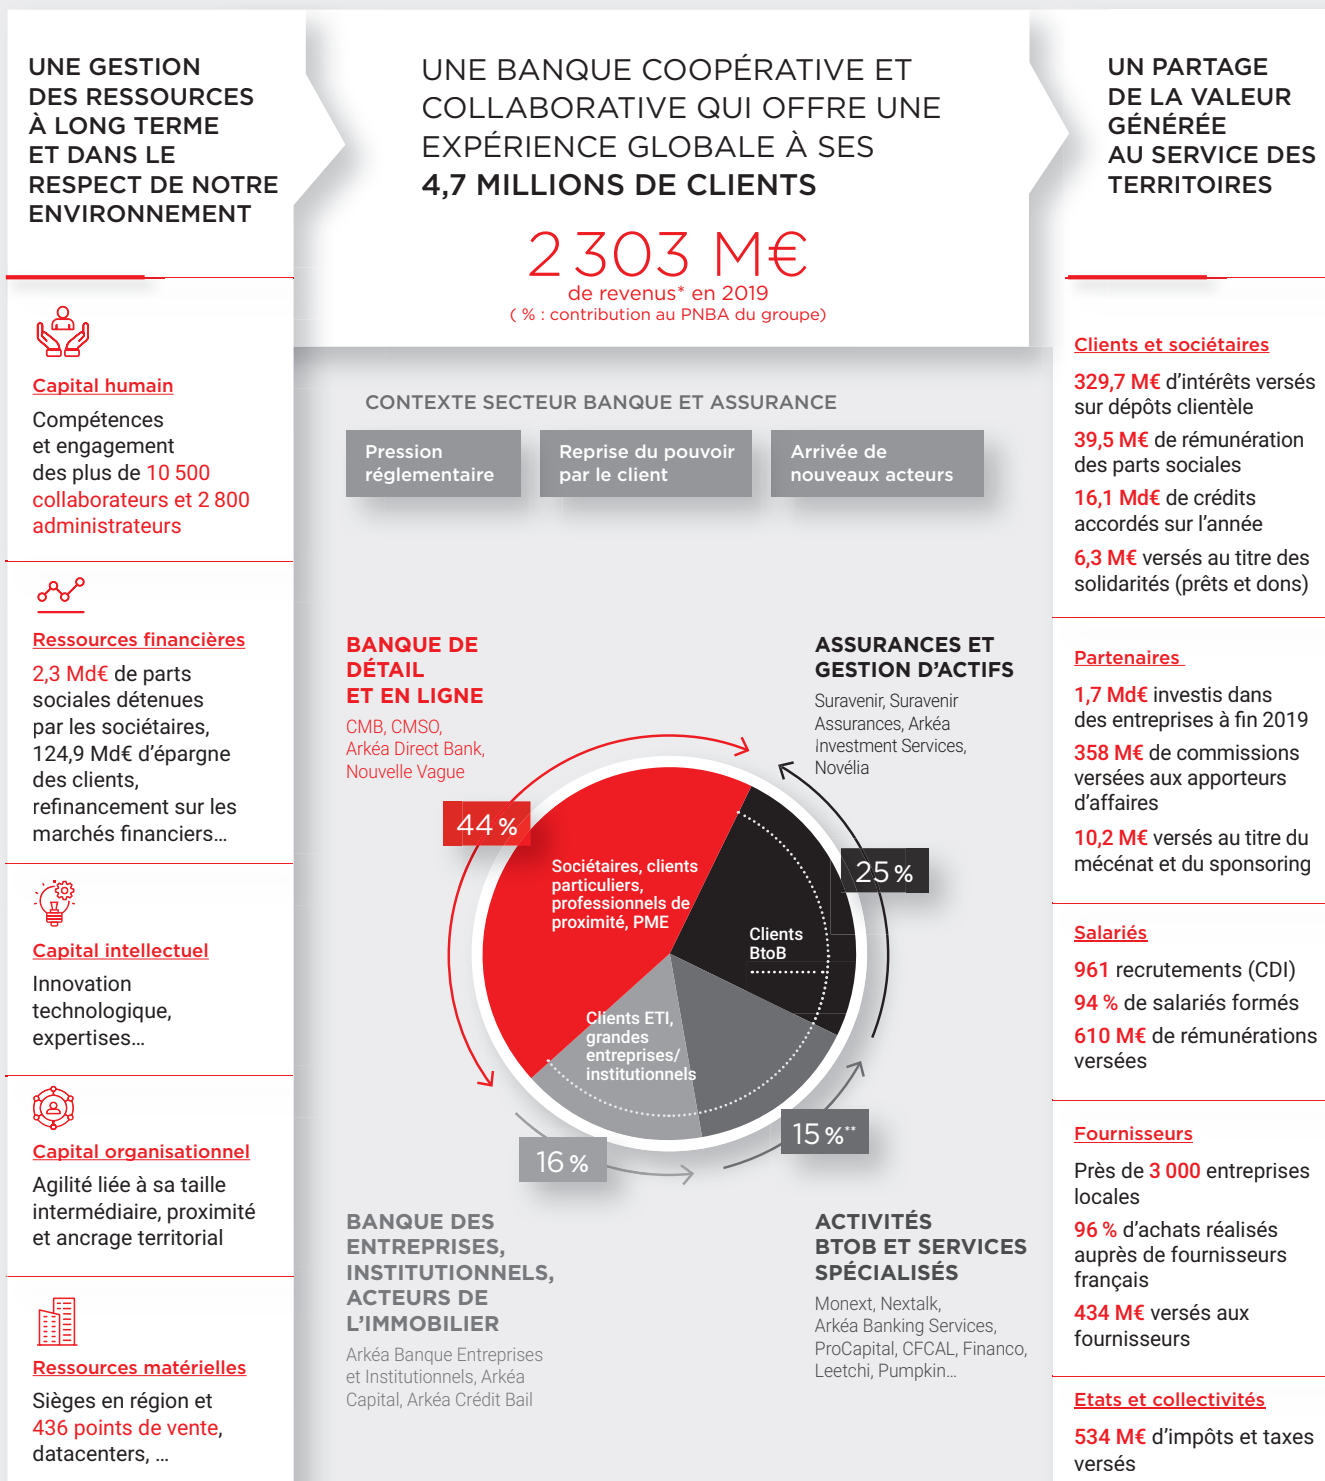 UNE GESTION
DES RESSOURCES
À LONG TERME
ET DANS LE
RESPECT DE NOTRE
ENVIRONNEMENT
Capital humain
Compétences
et engagement
des plus de 10 500
collaborateurs et 2 800
administrateurs
Ressources financières
2,3 Md€ de parts
sociales détenues
par les sociétaires,
124,9 Md€ d’épargne
des clients,
refinancement sur les
marchés financiers…
Capital intellectuel
Innovation
technologique,
expertises…
Capital organisationnel
Agilité liée à sa taille
intermédiaire, proximité
et ancrage territorial
Ressources matérielles
Sièges en région et
436 points de vente,
datacenters, …
UNE BANQUE COOPÉRATIVE ET
COLLABORATIVE QUI OFFRE UNE
EXPÉRIENCE GLOBALE À SES
4,7 MILLIONS DE CLIENTS
2 303 M€
de revenus* en 2019
( % : contribution au PNBA du groupe)
CONTEXTE SECTEUR BANQUE ET ASSURANCE
Pression
réglementaire
Reprise du pouvoir
par le client
Arrivée de
nouveaux acteurs
BANQUE DE
DÉTAIL
ET EN LIGNE
CMB, CMSO,
Arkéa Direct Bank,
Nouvelle Vague
44 %
Sociétaires, clients
particuliers,
professionnels de
proximité, PME
ASSURANCES ET
GESTION D’ACTIFS
Suravenir, Suravenir
Assurances, Arkéa
Investment Services,
Novélia
25 %
Clients
BtoB
Clients ETI,
grandes
entreprises/
institutionnels
16 %
15 %**
BANQUE DES
ENTREPRISES,
INSTITUTIONNELS,
ACTEURS DE
L’IMMOBILIER
Arkéa Banque Entreprises
et Institutionnels, Arkéa
Capital, Arkéa Crédit Bail
ACTIVITÉS
BTOB ET SERVICES
SPÉCIALISÉS
Monext, Nextalk,
Arkéa Banking Services,
ProCapital, CFCAL, Financo,
Leetchi, Pumpkin…
UN PARTAGE
DE LA VALEUR
GÉNÉRÉE
AU SERVICE DES
TERRITOIRES
Clients et sociétaires
329,7 M€ d’intérêts versés
sur dépôts clientèle
39,5 M€ de rémunération
des parts sociales
16,1 Md€ de crédits
accordés sur l’année
6,3 M€ versés au titre des
solidarités (prêts et dons)
Partenaires
1,7 Md€ investis dans
des entreprises à fin 2019
358 M€ de commissions
versées aux apporteurs
d’affaires
10,2 M€ versés au titre du
mécénat et du sponsoring
Salariés
961 recrutements (CDI)
94 % de salariés formés
610 M€ de rémunérations
versées
Fournisseurs
Près de 3 000 entreprises
locales
96 % d’achats réalisés
auprès de fournisseurs
français
434 M€ versés aux
fournisseurs
Etats et collectivités
534 M€ d’impôts et taxes
versés